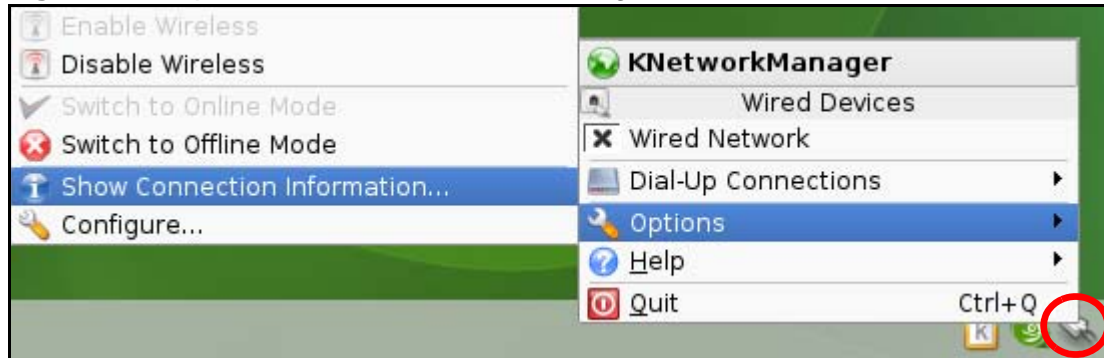 Enable Wireless
Disable Wireless
Switch to Online Mode
Switch to Offline Mode
Show Connection Information...
Configure...
KNetworkManager
Wired Devices
Wired Network
Dial-Up Connections
Options
Help
Quit Ctrl+Q
K